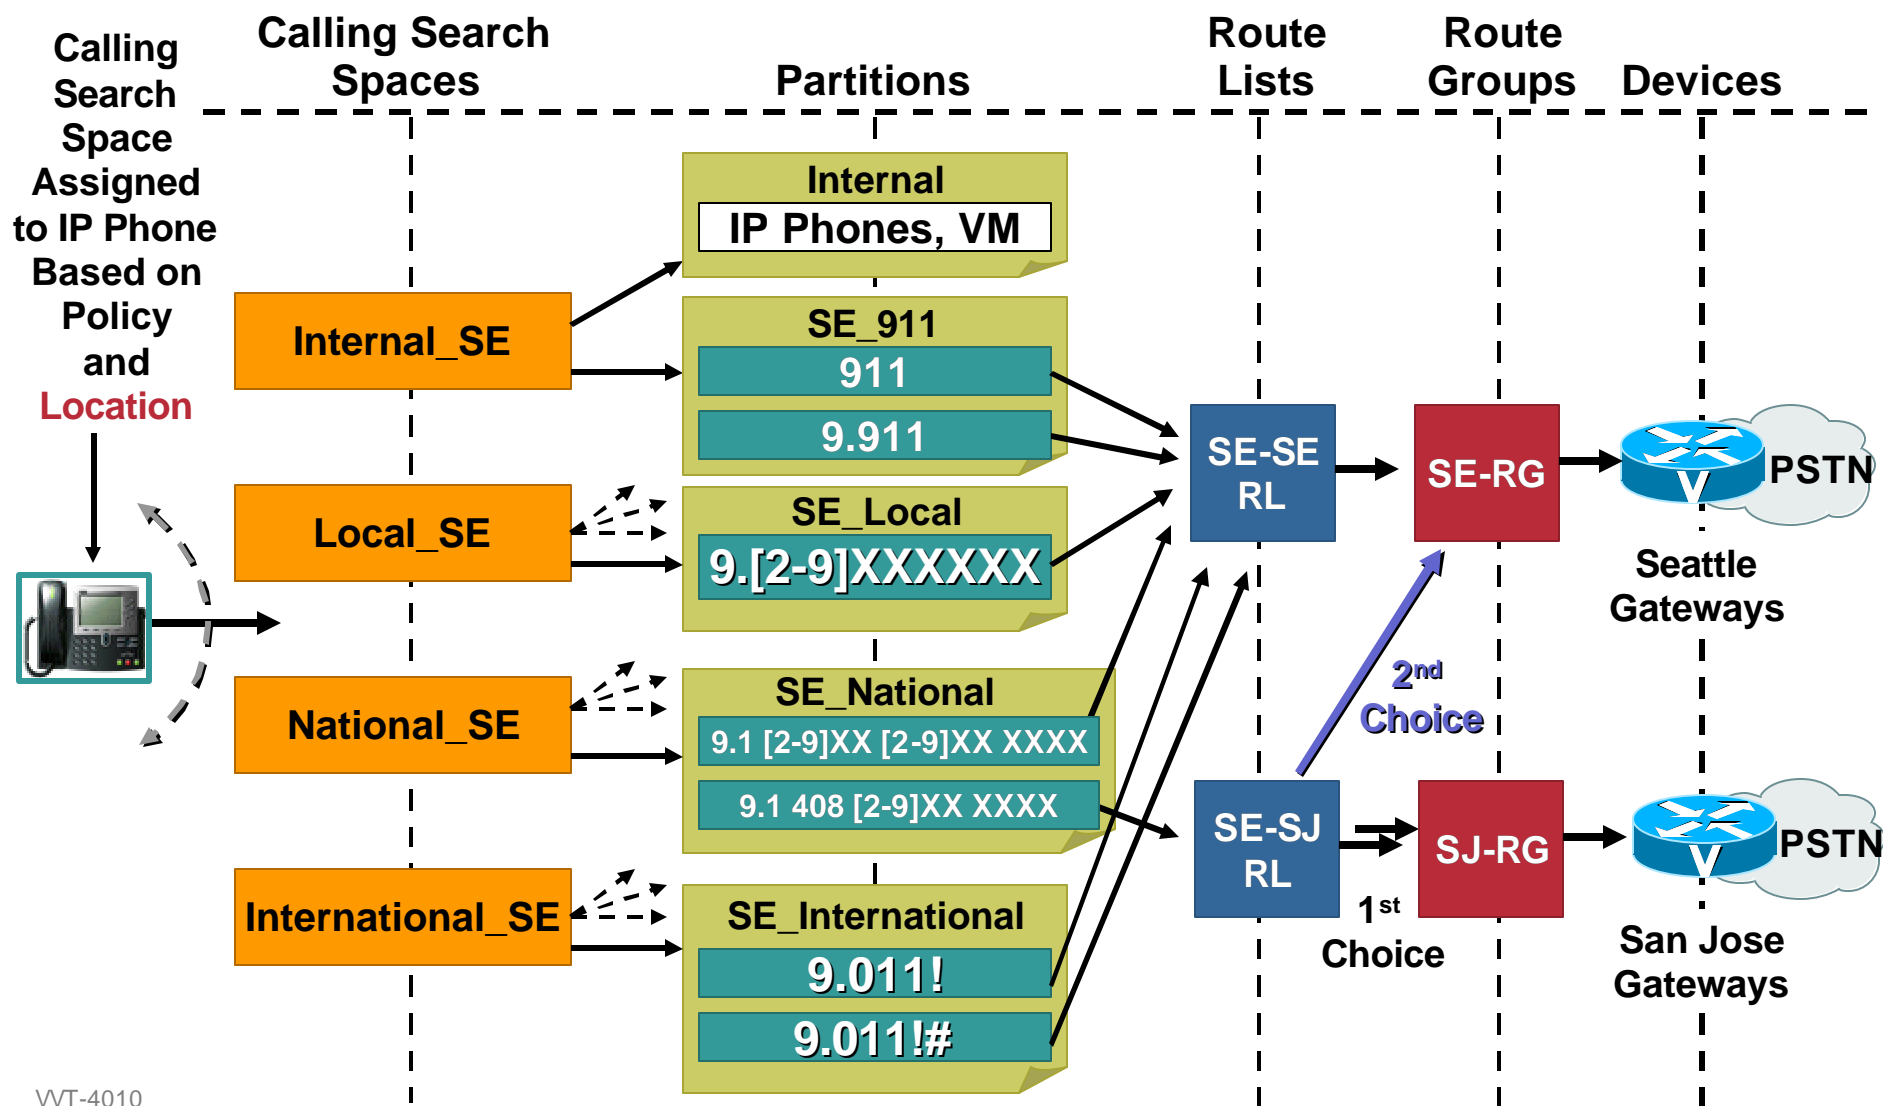 Calling
Search
Space
Assigned
to IP Phone
Based on
Policy
and
Location
Calling Search
Spaces
Partitions
Route
Lists
Route
Groups
Devices
Internal
IP Phones, VM
Internal_SE
SE_911
911
9.911
Local_SE
SE_Local
9.[2-9]XXXXXX
National_SE
SE_National
9.1 [2-9]XX [2-9]XX XXXX
9.1 408 [2-9]XX XXXX
International_SE
SE_International
9.011!
9.011!#
SE-SE
RL
SE-RG
V
PSTN
Seattle
Gateways
2nd
Choice
SE-SJ
RL
1st
Choice
SJ-RG
V
PSTN
San Jose
Gateways
VVT-4010